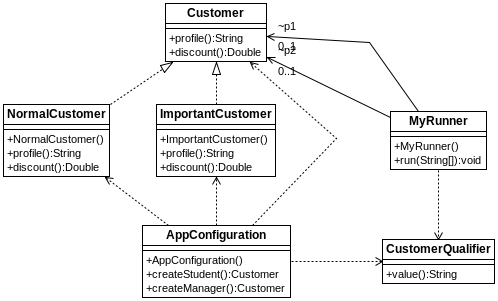 Customer
+profile():String
+discount():Double
~p1
0..1
~p2
0..1
NormalCustomer
+NormalCustomer()
+profile():String
+discount():Double
ImportantCustomer
+ImportantCustomer()
+profile():String
+discount():Double
MyRunner
+MyRunner()
+run(String[]):void
AppConfiguration
+AppConfiguration()
+createStudent():Customer
+createManager():Customer
CustomerQualifier
+value():String